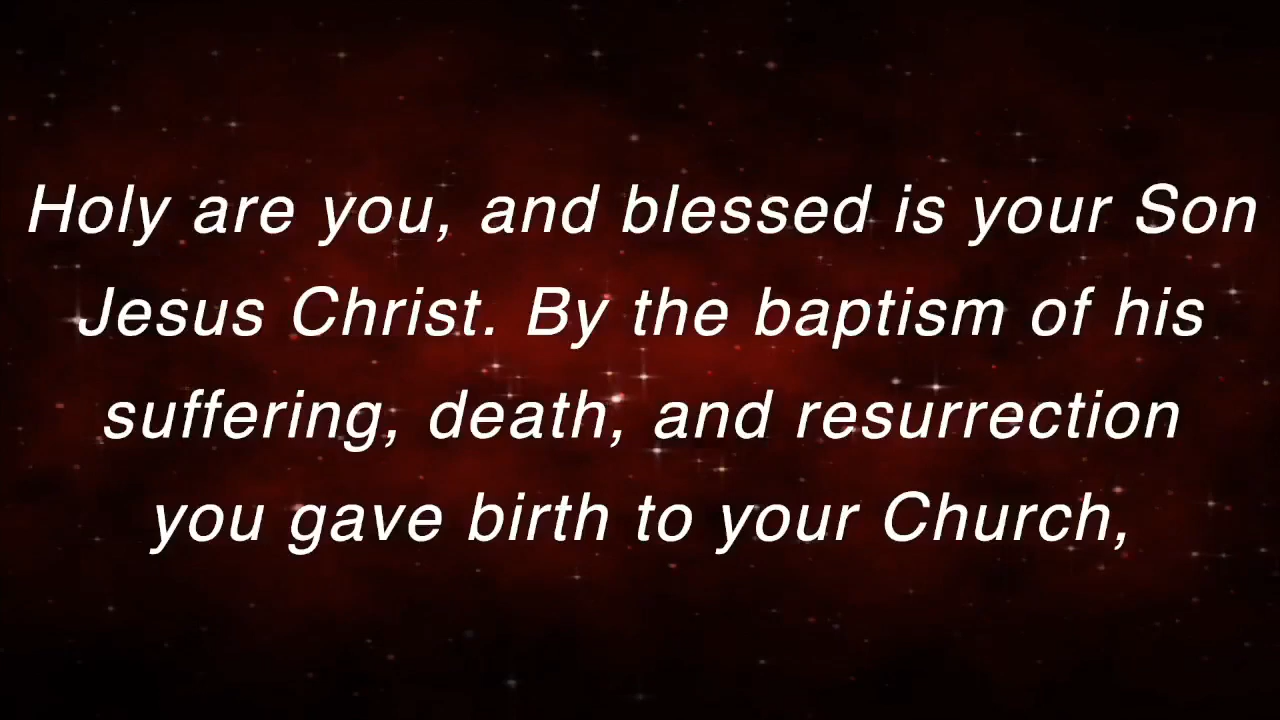 Holy are you, and blessed is your Son
Jesus Christ. By the baptism of his
suffering, death, and resurrection
you gave birth to your Church,